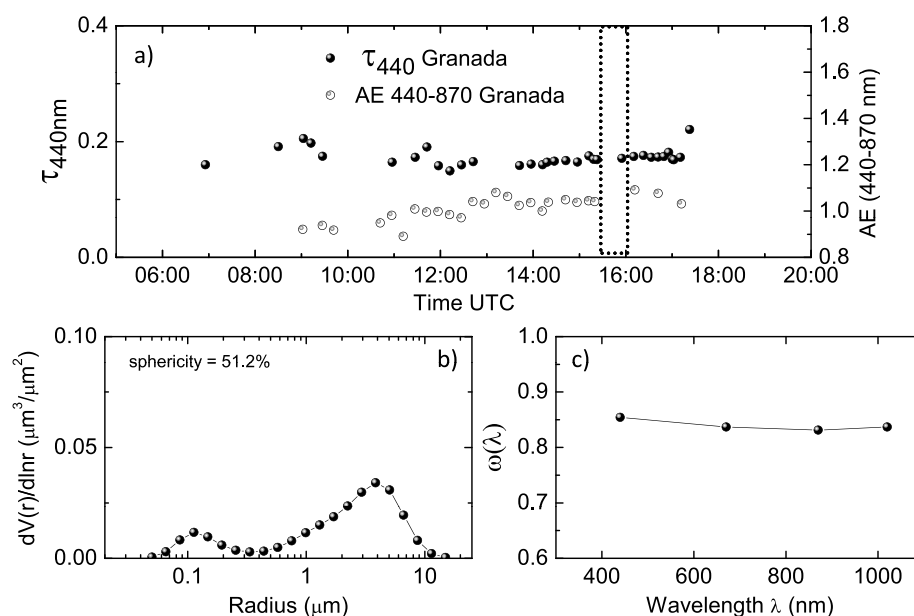 a)
τ440 Granada
AE 440-870 Granada
0.4
0.2
0.0
τ440nm
1.8
1.6
1.4
1.2
1.0
0.8
AE (440-870 nm)
06:00 08:00 10:00 12:00 14:00 16:00 18:00 20:00
Time UTC
b)
sphericity = 51.2%
0.10
0.05
0.00
dV(r)/dlnr (μm3/μm2)
0.1 1 10
Radius (μm)
c)
1.0
0.9
0.8
0.7
0.6
ω(λ)
400 600 800 1000
Wavelength λ (nm)